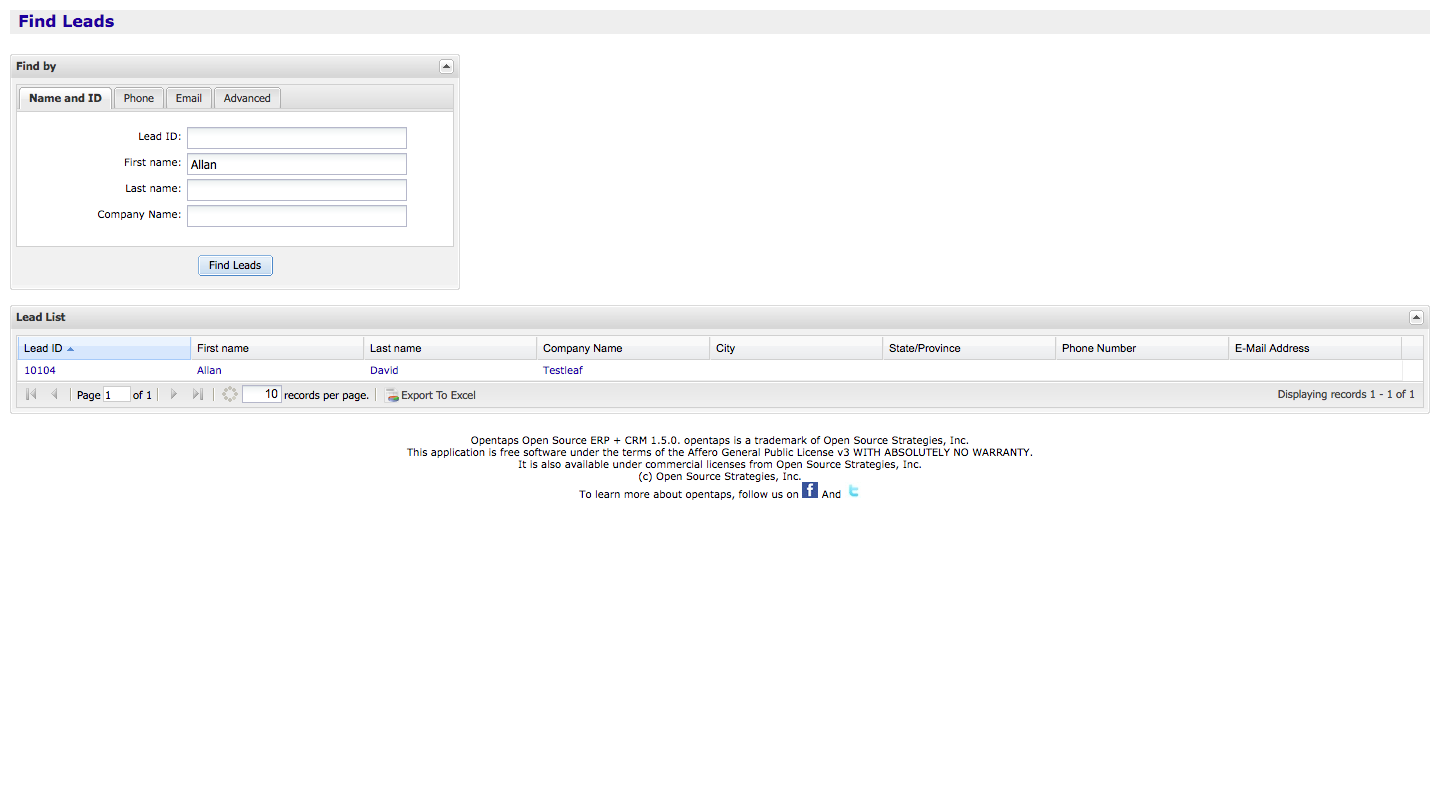 Find Leads
Find by
Name and ID Phone Email Advanced
Lead ID:
First name: Allan
Last name:
Company Name:
Find Leads
Lead List
Lead ID First name Last name Company Name City State/Province Phone Number E-Mail Address
10104 Allan David Testleaf
Page 1 of 1 10 records per page. Export To Excel Displaying records 1 - 1 of 1
Opentaps Open Source ERP + CRM 1.5.0. opentaps is a trademark of Open Source Strategies, Inc.
This application is free software under the terms of the Affero General Public License v3 WITH ABSOLUTELY NO WARRANTY.
It is also available under commercial licenses from Open Source Strategies, Inc.
(c) Open Source Strategies, Inc.
To learn more about opentaps, follow us on f And t